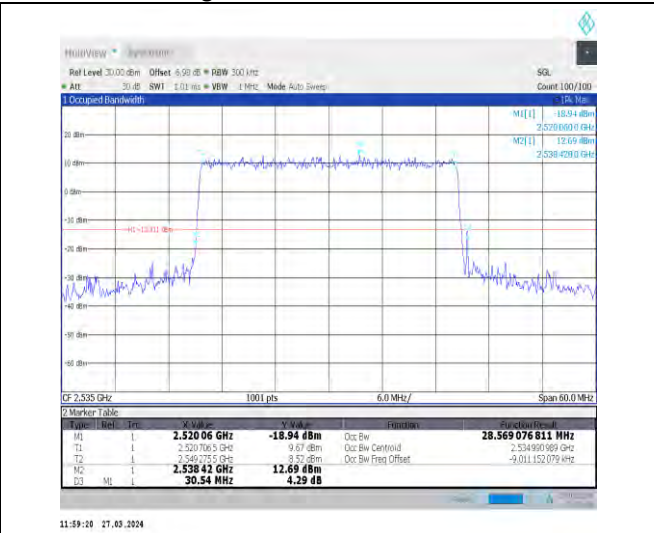 MultiView Spectrum
Ref Level 30.00 dBm Offset 6.98 dB RBW 300 kHz SGL
Att 30 dB SWT 1.01 ms VBW 1 MHz Mode Auto Sweep Count 100/100
1 Occupied Bandwidth 1Pk Max
M1[1] -18.94 dBm
2.520060 0 GHz
M2[1] 12.69 dBm
2.538 420 0 GHz
20 dBm
10 dBm
0 dBm
-10 dBm
-20 dBm
-30 dBm
-40 dBm
-50 dBm
-60 dBm
CF 2.535 GHz 1001 pts 6.0 MHz/ Span 60.0 MHz
2 Marker Table
Type Ref Trc X-Value Y-Value Function Function Result
M1 1 2.520 06 GHz -18.94 dBm Occ Bw 28.569 076 811 MHz
T1 1 2.520 706 5 GHz 9.67 dBm Occ Bw Centroid 2.534 990 989 GHz
T2 1 2.549 275 5 GHz 8.52 dBm Occ Bw Freq Offset -9.011 152 079 kHz
M2 1 2.538 42 GHz 12.69 dBm
D3 M1 1 30.54 MHz 4.29 dB
11:59:20 27.03.2024